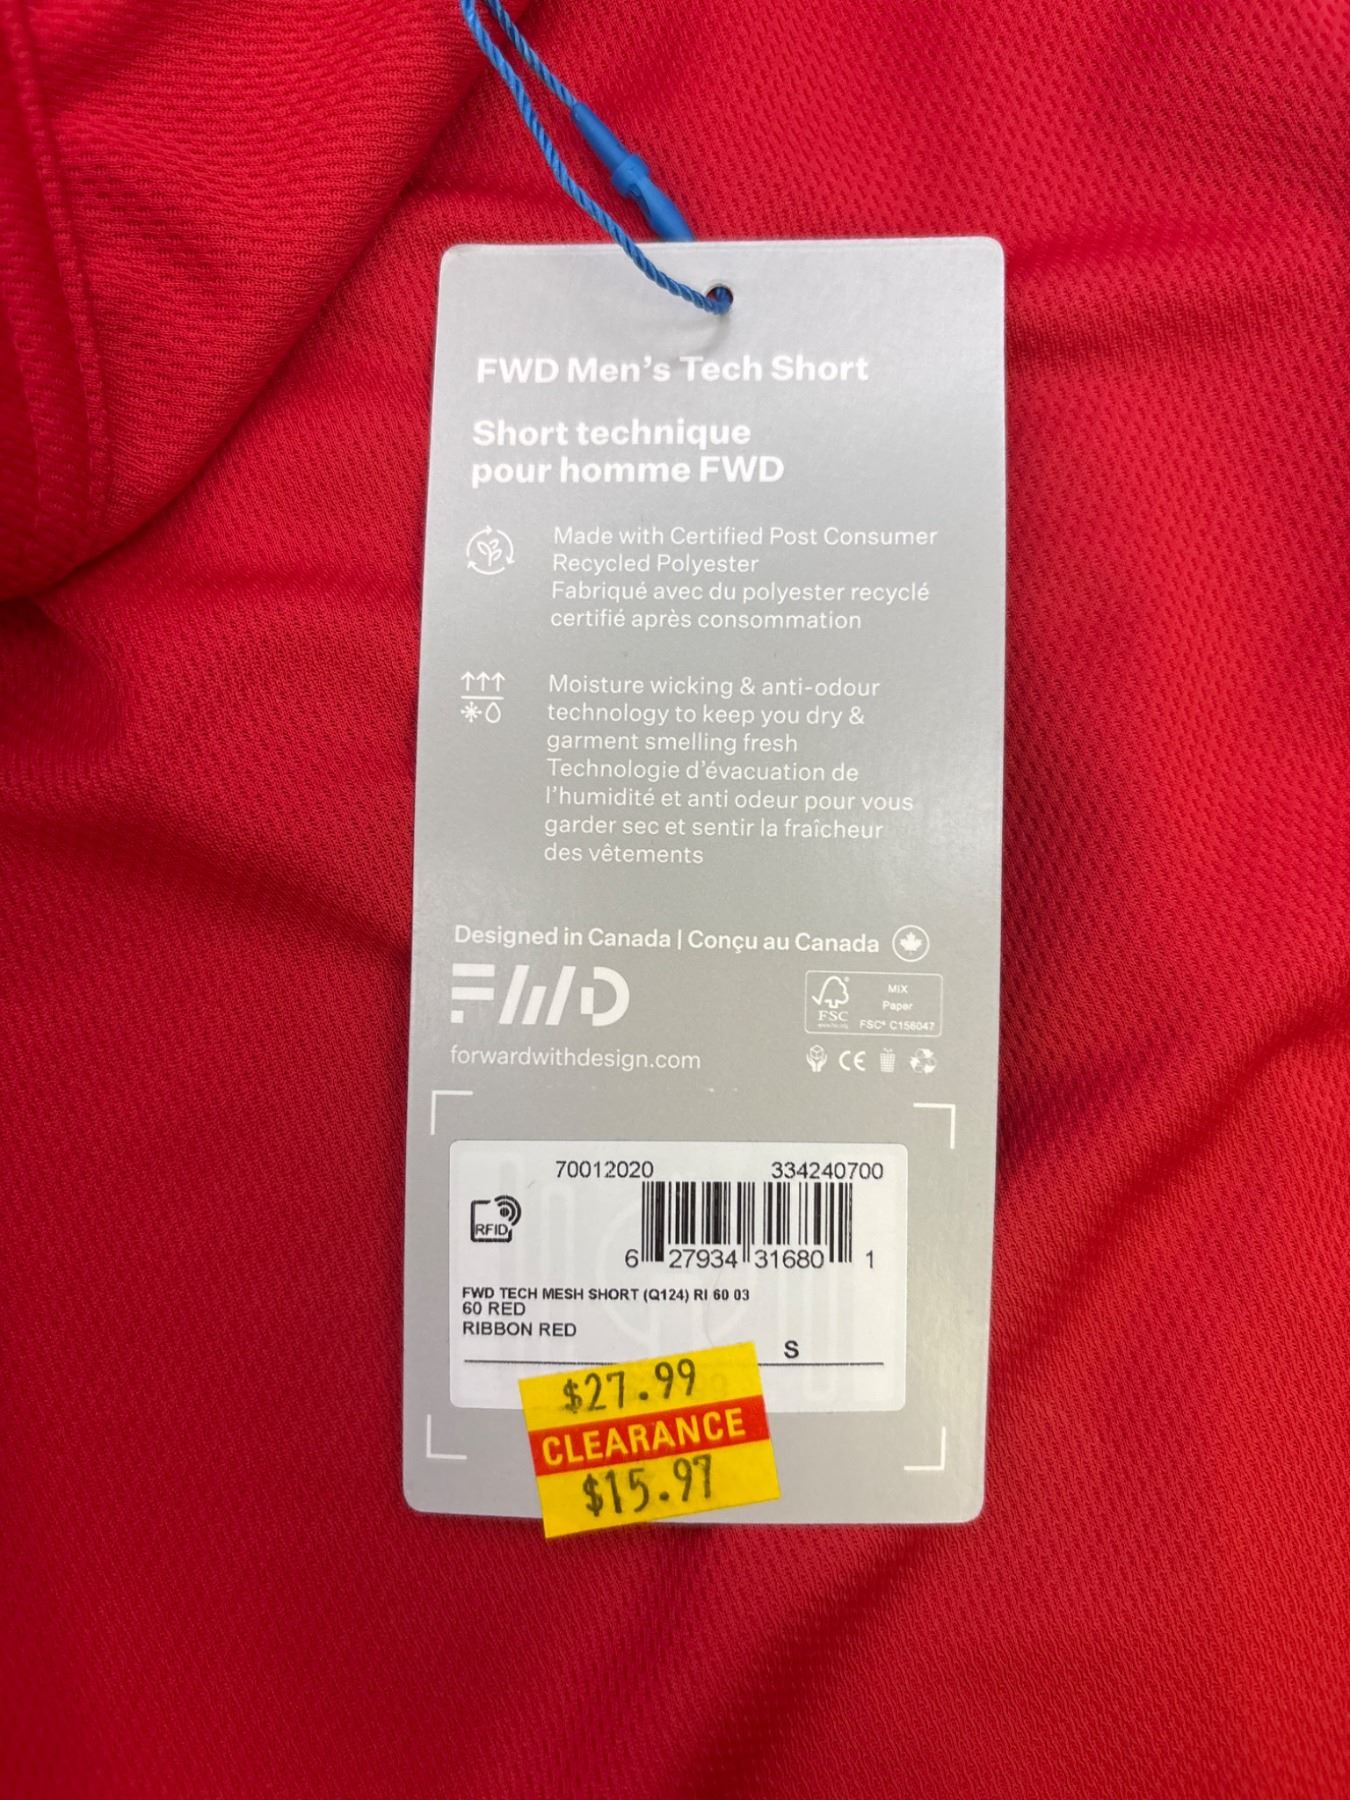 FWD Men's Tech Short
Short technique
pour homme FWD
Made with Certified Post Consumer
Recycled Polyester
Fabriqué avec du polyester recyclé
certifié après consommation
Moisture wicking & anti-odour
technology to keep you dry &
garment smelling fresh
Technologie d'évacuation de
l'humidité et anti odeur pour vous
garder sec et sentir la fraîcheur
des vêtements
Designed in Canada | Conçu au Canada
FWD
forwardwithdesign.com
FSC
MIX
Paper
FSC® C156047
CE
70012020 334240700
RFID
6 27934 31680 1
FWD TECH MESH SHORT (Q124) RI 60 03
60 RED
RIBBON RED
S
$27.99
CLEARANCE
$15.97